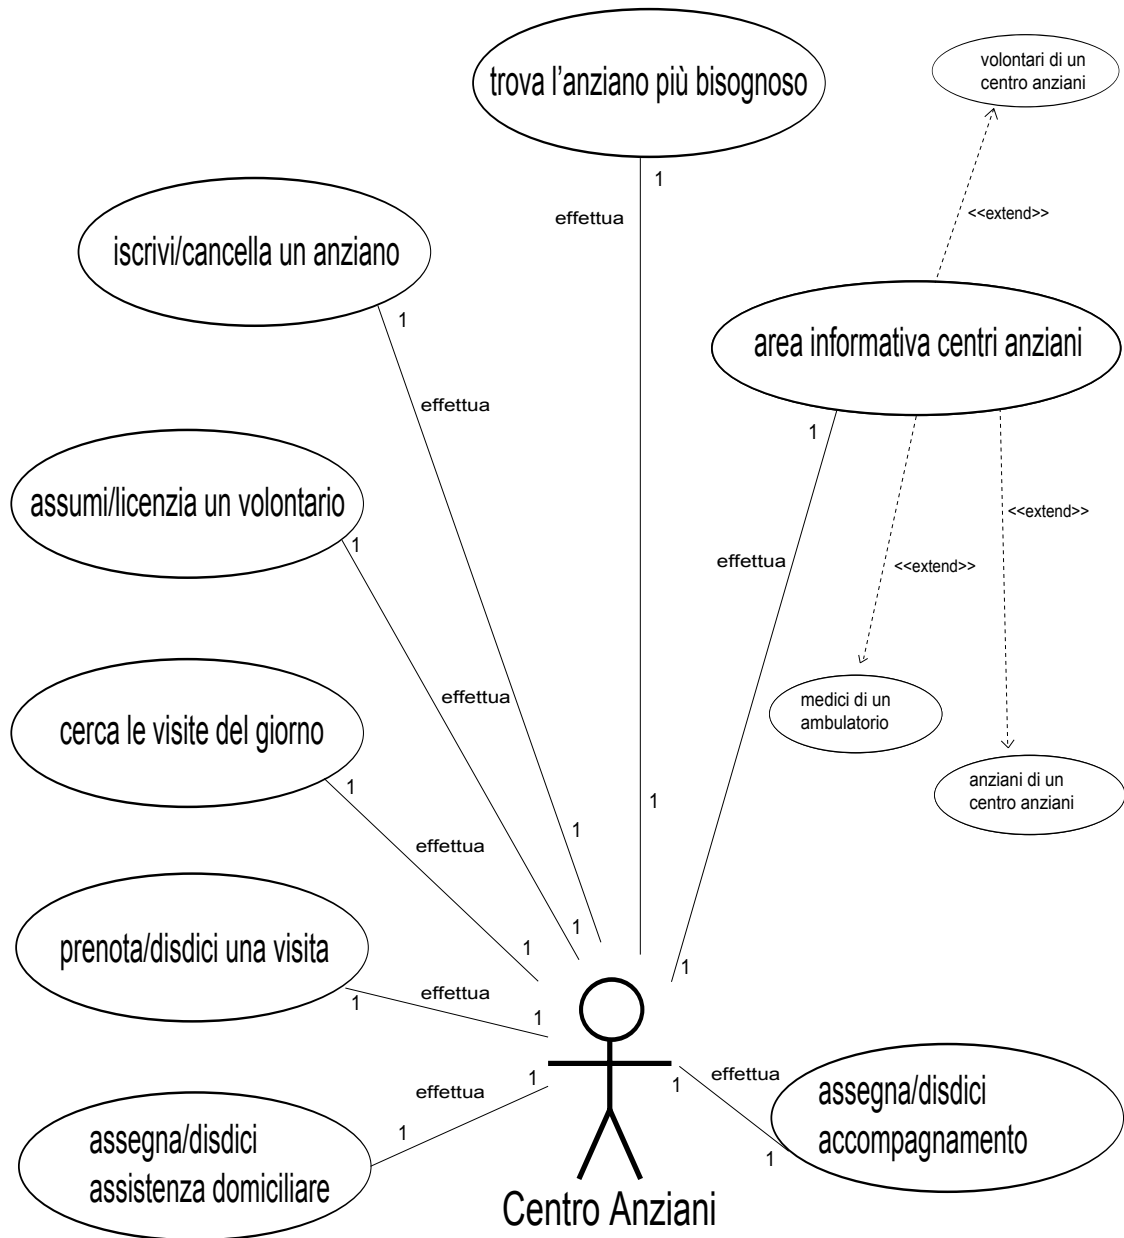 trova l'anziano più bisognoso
volontari di un
centro anziani
1
effettua
<<extend>>
iscrivi/cancella un anziano
1
area informativa centri anziani
effettua
1
assumi/licenzia un volontario
<<extend>>
1
effettua
<<extend>>
effettua
medici di un
ambulatorio
cerca le visite del giorno
anziani di un
centro anziani
1
1
1
effettua
1
1
prenota/disdici una visita
1
effettua
1
1
1
effettua
1
1
effettua
assegna/disdici
accompagnamento
1
assegna/disdici
assistenza domiciliare
1
Centro Anziani